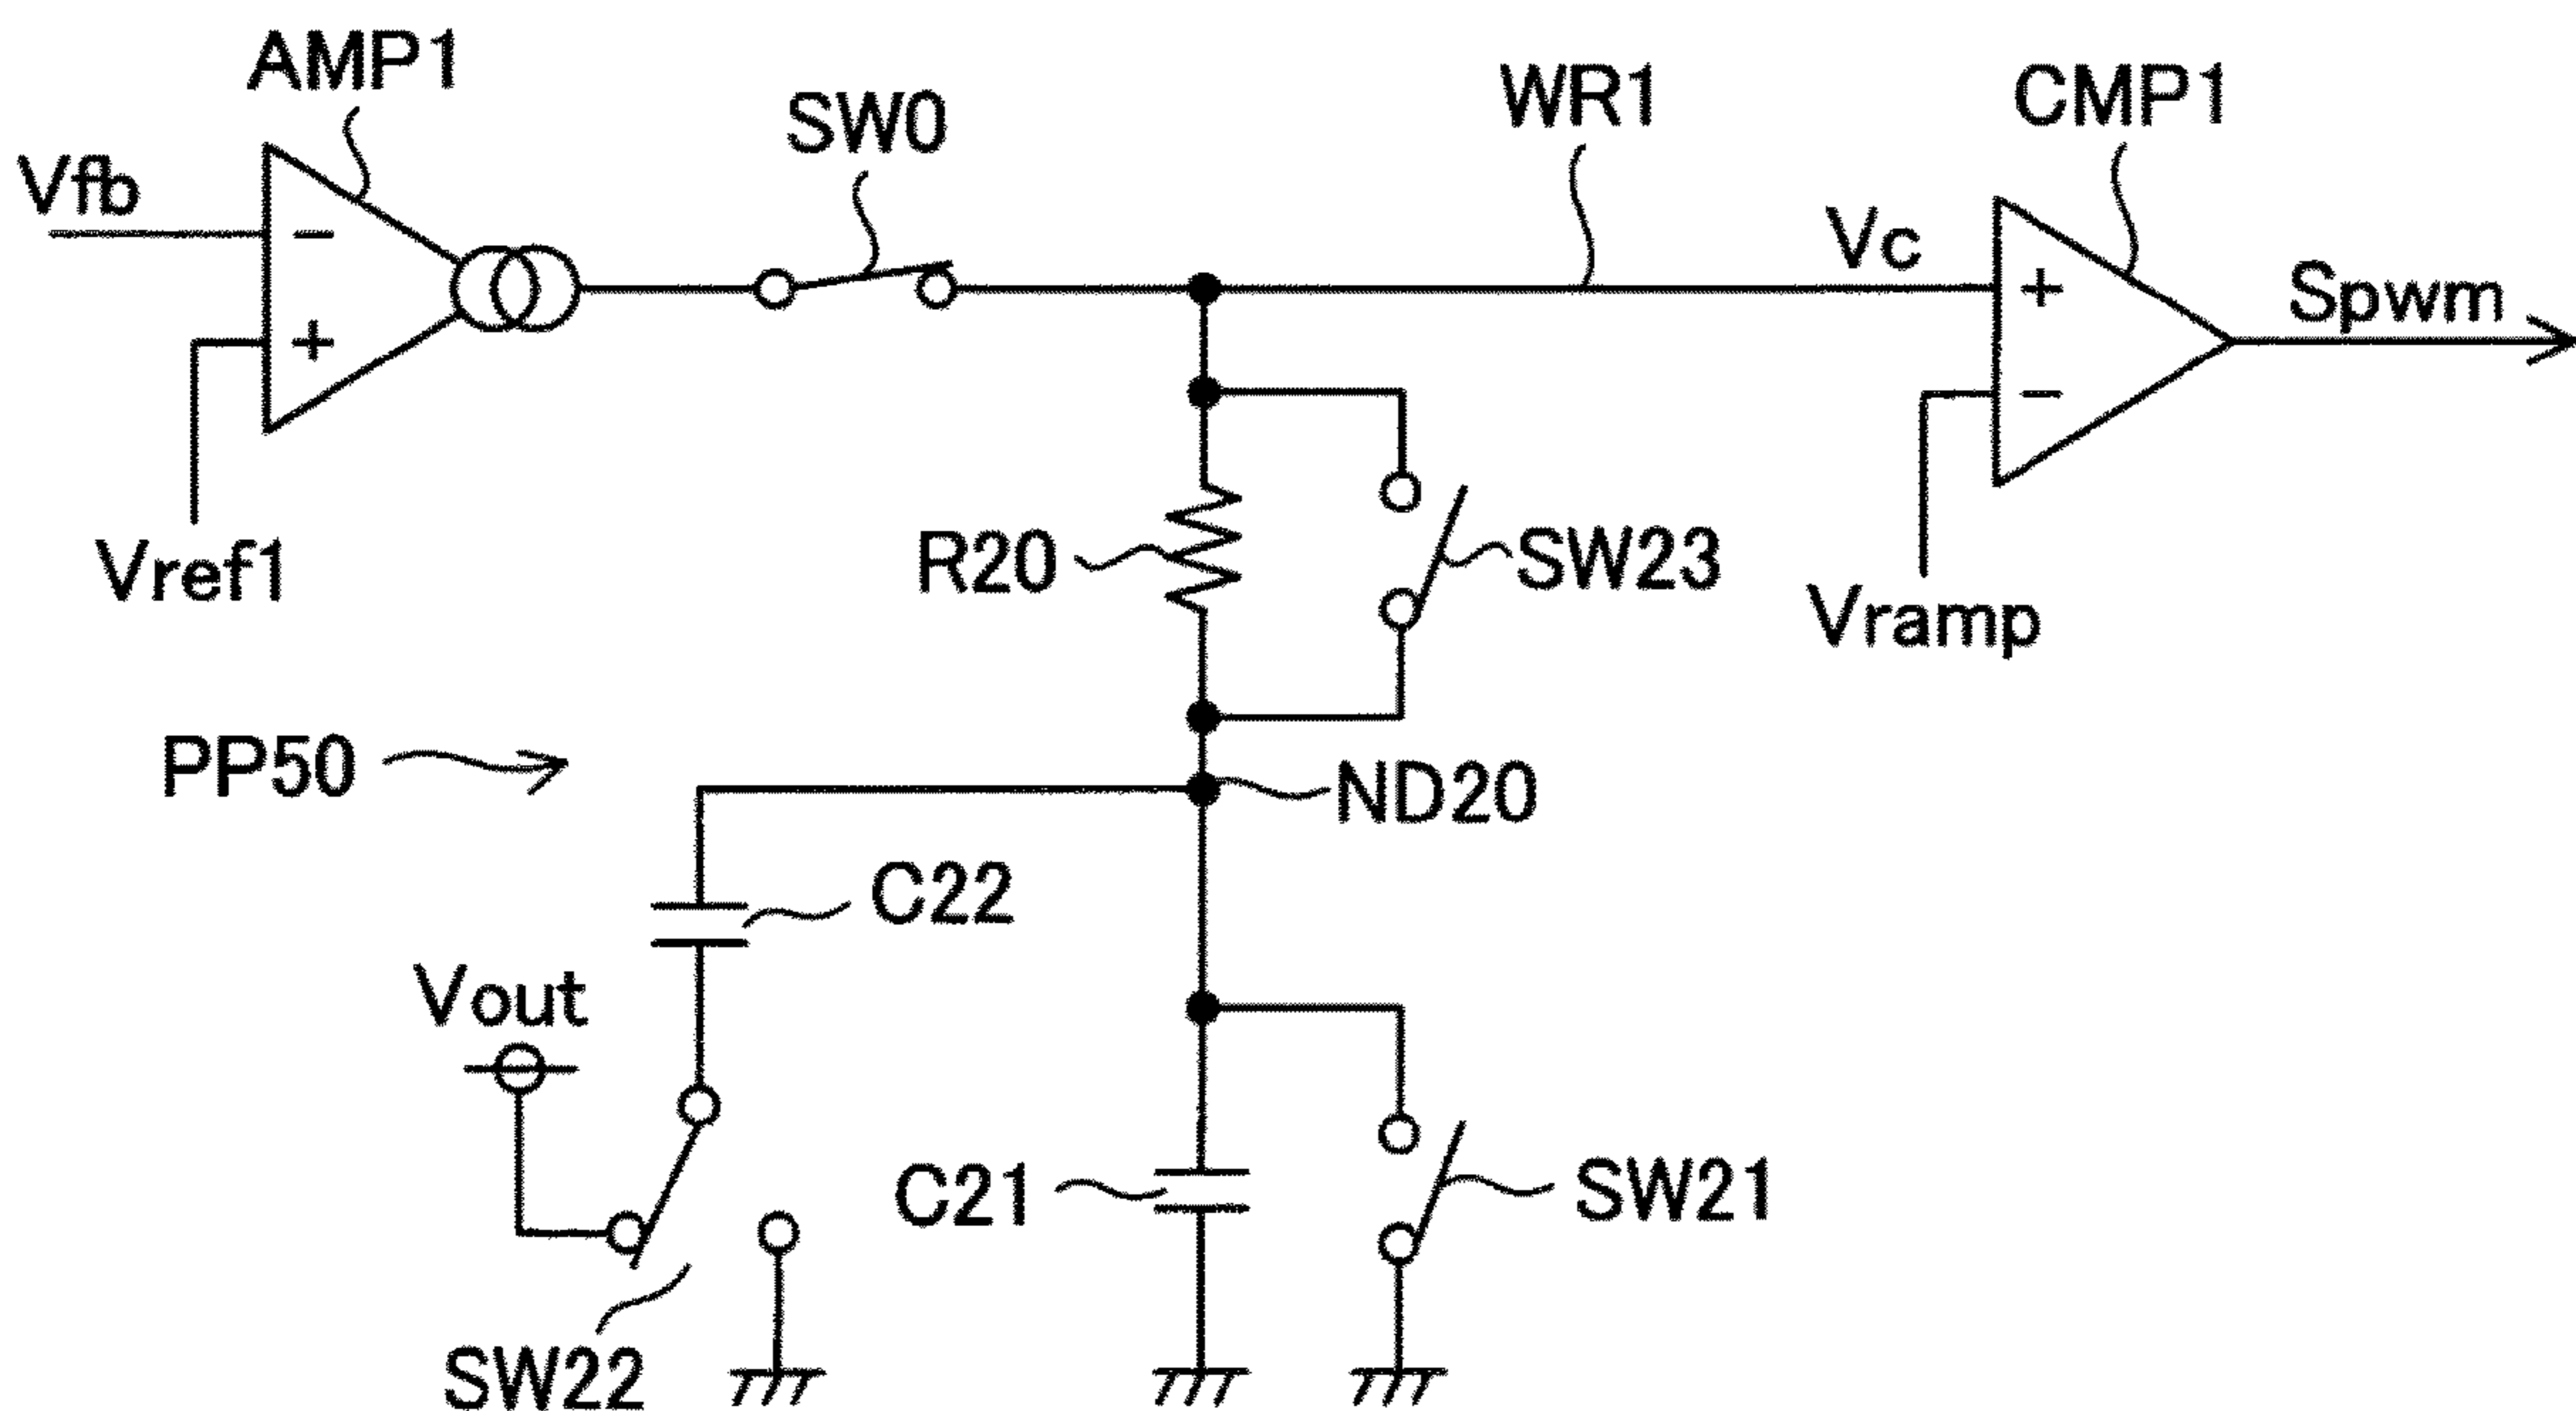 AMP1
SW0
WR1
CMP1
Vfb
Vc
Spwm
−
+
+
−
Vref1
R20
SW23
Vramp
PP50
ND20
C22
Vout
C21
SW21
SW22